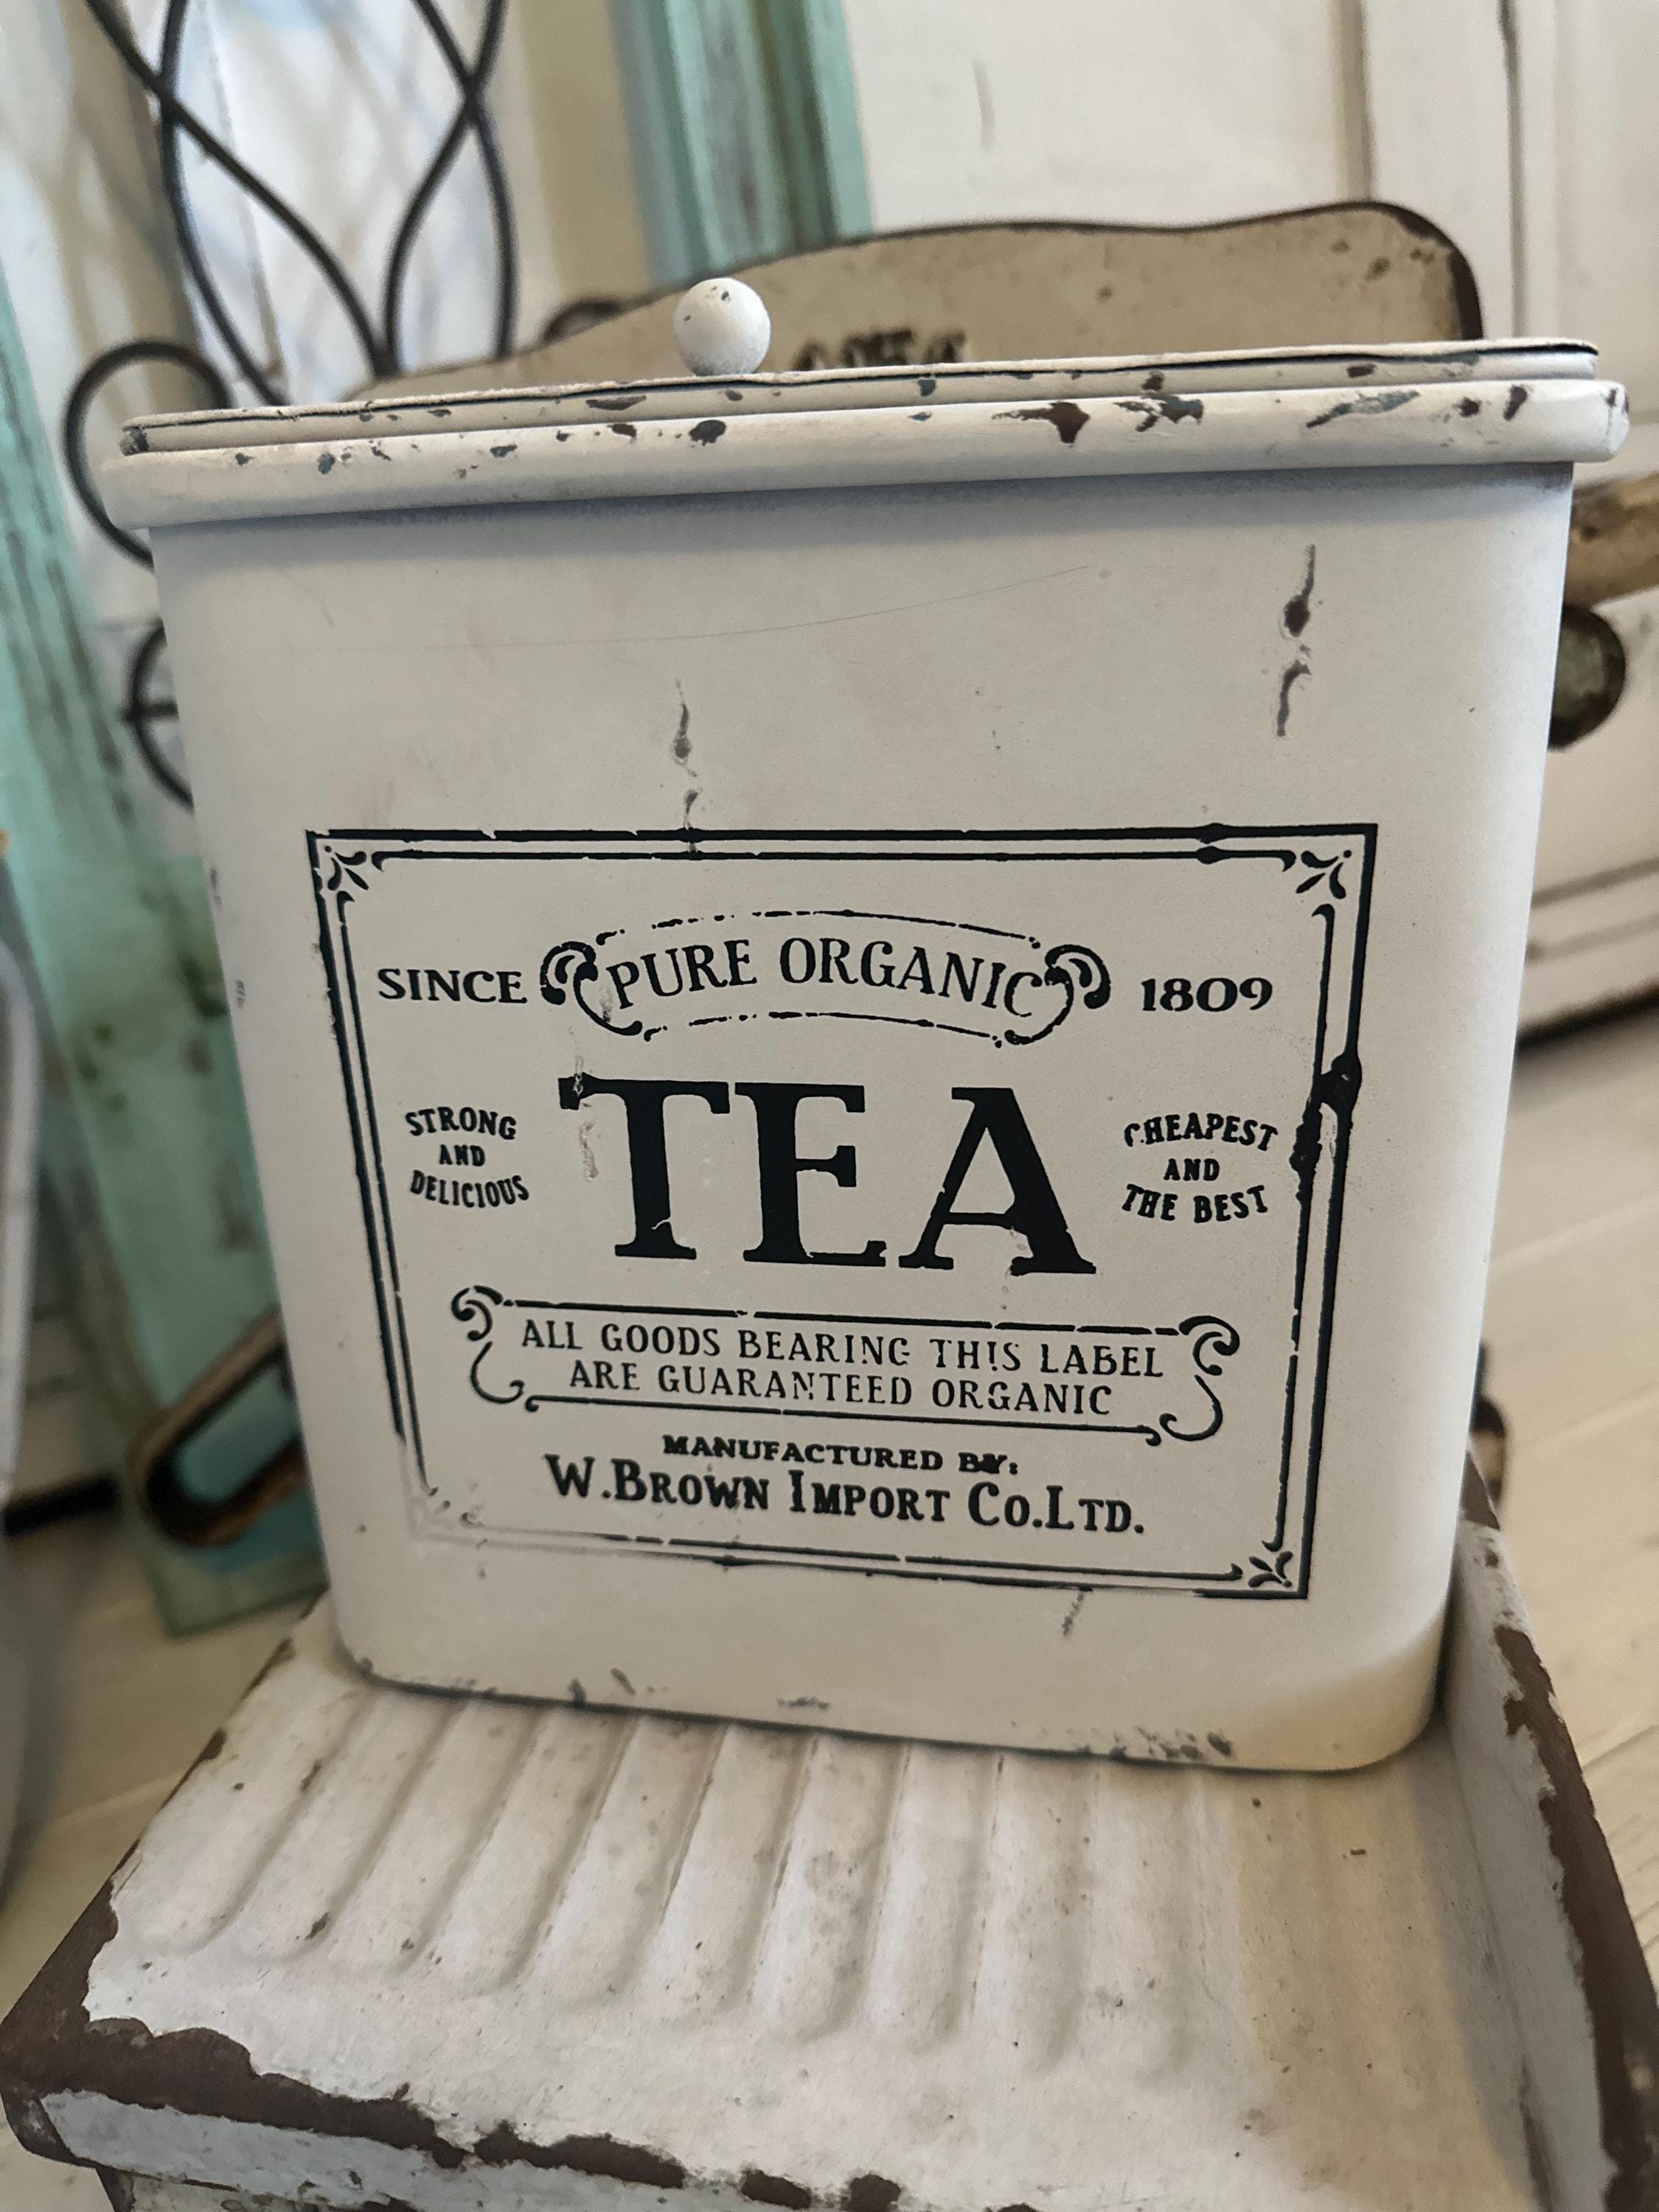 SINCE PURE ORGANIC 1809
STRONG
AND
DELICIOUS
TEA
CHEAPEST
AND
THE BEST
ALL GOODS BEARING THIS LABEL
ARE GUARANTEED ORGANIC
MANUFACTURED BY:
W.BROWN IMPORT CO.LTD.